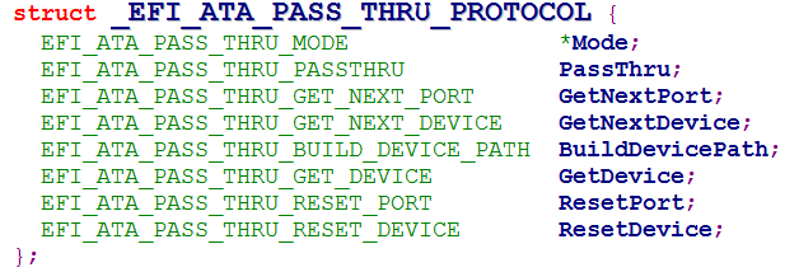 struct _EFI_ATA_PASS_THRU_PROTOCOL {
EFI_ATA_PASS_THRU_MODE *Mode;
EFI_ATA_PASS_THRU_PASSTHRU PassThru;
EFI_ATA_PASS_THRU_GET_NEXT_PORT GetNextPort;
EFI_ATA_PASS_THRU_GET_NEXT_DEVICE GetNextDevice;
EFI_ATA_PASS_THRU_BUILD_DEVICE_PATH BuildDevicePath;
EFI_ATA_PASS_THRU_GET_DEVICE GetDevice;
EFI_ATA_PASS_THRU_RESET_PORT ResetPort;
EFI_ATA_PASS_THRU_RESET_DEVICE ResetDevice;
};